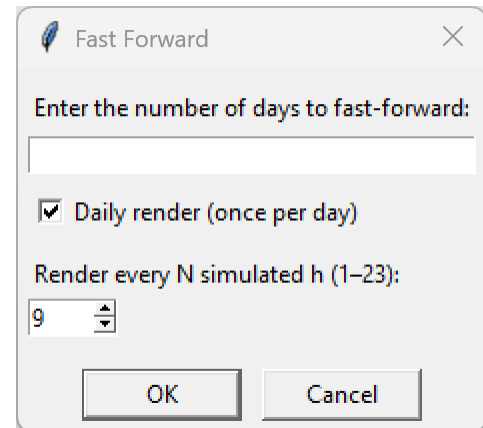 Fast Forward
Enter the number of days to fast-forward:
Daily render (once per day)
Render every N simulated h (1–23):
9
OK Cancel